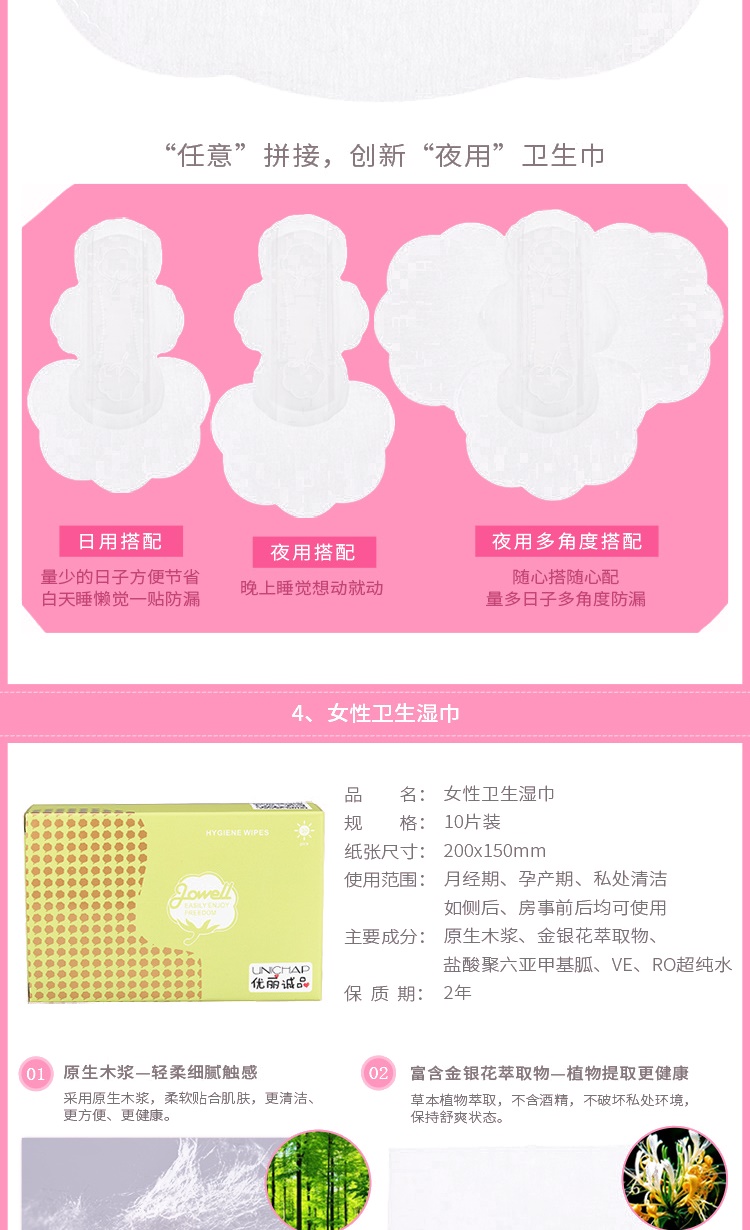 “任意”拼接，创新“夜用”卫生巾
日用搭配
量少的日子方便节省
白天睡懒觉一贴防漏
夜用搭配
晚上睡觉想动就动
夜用多角度搭配
随心搭随心配
量多日子多角度防漏
4、女性卫生湿巾
HYGIENE WIPES
Jowell
EASILY ENJOY
FREEDOM
UNICHAP
优丽诚品
品　　名： 女性卫生湿巾
规　　格： 10片装
纸张尺寸： 200x150mm
使用范围： 月经期、孕产期、私处清洁
如侧后、房事前后均可使用
主要成分： 原生木浆、金银花萃取物、
盐酸聚六亚甲基胍、VE、RO超纯水
保 质 期： 2年
01 原生木浆—轻柔细腻触感
采用原生木浆，柔软贴合肌肤，更清洁、
更方便、更健康。
02 富含金银花萃取物—植物提取更健康
草本植物萃取，不含酒精，不破坏私处环境，
保持舒爽状态。